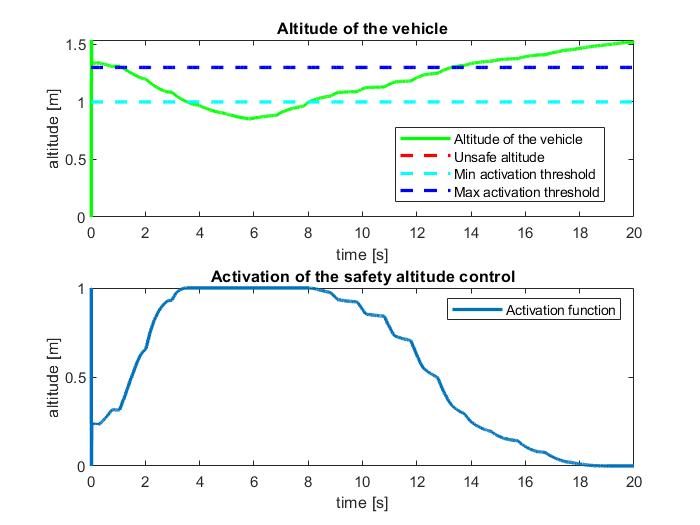 Altitude of the vehicle
1.5
1
0.5
0
altitude [m]
Altitude of the vehicle
Unsafe altitude
Min activation threshold
Max activation threshold
0 2 4 6 8 10 12 14 16 18 20
time [s]
Activation of the safety altitude control
1
0.5
0
altitude [m]
Activation function
0 2 4 6 8 10 12 14 16 18 20
time [s]